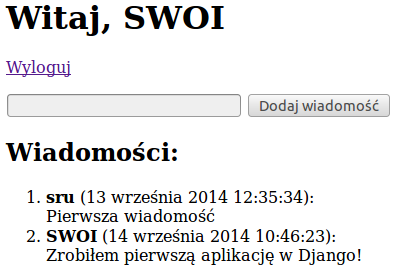 Witaj, SWOI
Wyloguj
Dodaj wiadomość
Wiadomości:
1. sru (13 września 2014 12:35:34):
Pierwsza wiadomość
2. SWOI (14 września 2014 10:46:23):
Zrobiłem pierwszą aplikację w Django!